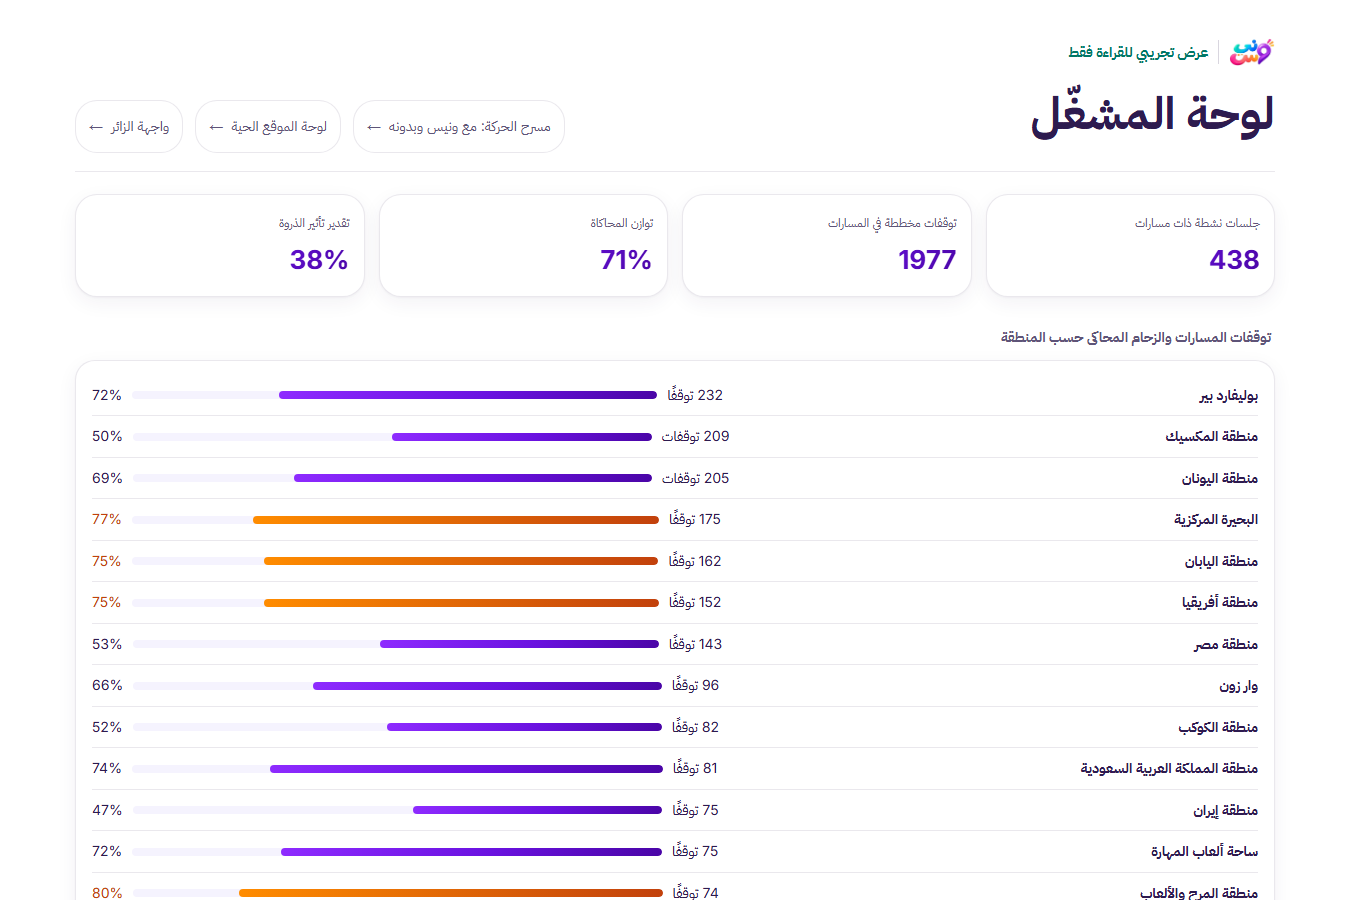 ونيس
عرض تجريبي للقراءة فقط
لوحة المشغّل
مسرح الحركة: مع ونيس وبدونه ←
لوحة الموقع الحية ←
واجهة الزائر ←
جلسات نشطة ذات مسارات
438
توقفات مخططة في المسارات
1977
توازن المحاكاة
71%
تقدير تأثير الذروة
38%
توقفات المسارات والزحام المحاكى حسب المنطقة
بوليفارد بير 232 توقفًا 72%
منطقة المكسيك 209 توقفات 50%
منطقة اليونان 205 توقفات 69%
البحيرة المركزية 175 توقفًا 77%
منطقة اليابان 162 توقفًا 75%
منطقة أفريقيا 152 توقفًا 75%
منطقة مصر 143 توقفًا 53%
وار زون 96 توقفًا 66%
منطقة الكوكب 82 توقفًا 52%
منطقة المملكة العربية السعودية 81 توقفًا 74%
منطقة إيران 75 توقفًا 47%
ساحة ألعاب المهارة 75 توقفًا 72%
منطقة المرح والألعاب 74 توقفًا 80%